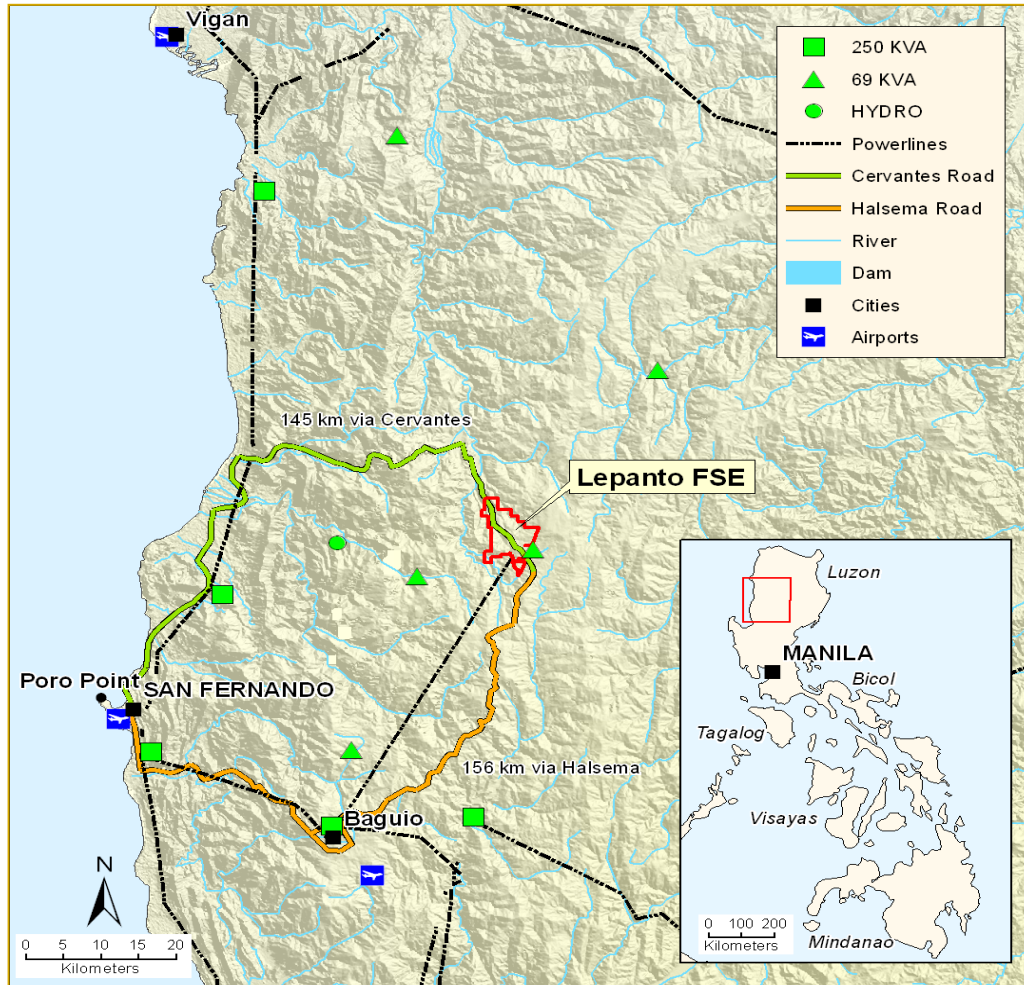 Vigan
250 KVA
69 KVA
HYDRO
Powerlines
Cervantes Road
Halsema Road
River
Dam
Cities
Airports
145 km via Cervantes
Lepanto FSE
Poro Point
SAN FERNANDO
156 km via Halsema
Baguio
N
0 5 10 15 20
Kilometers
Luzon
MANILA
Bicol
Tagalog
Visayas
0 100 200
Kilometers
Mindanao